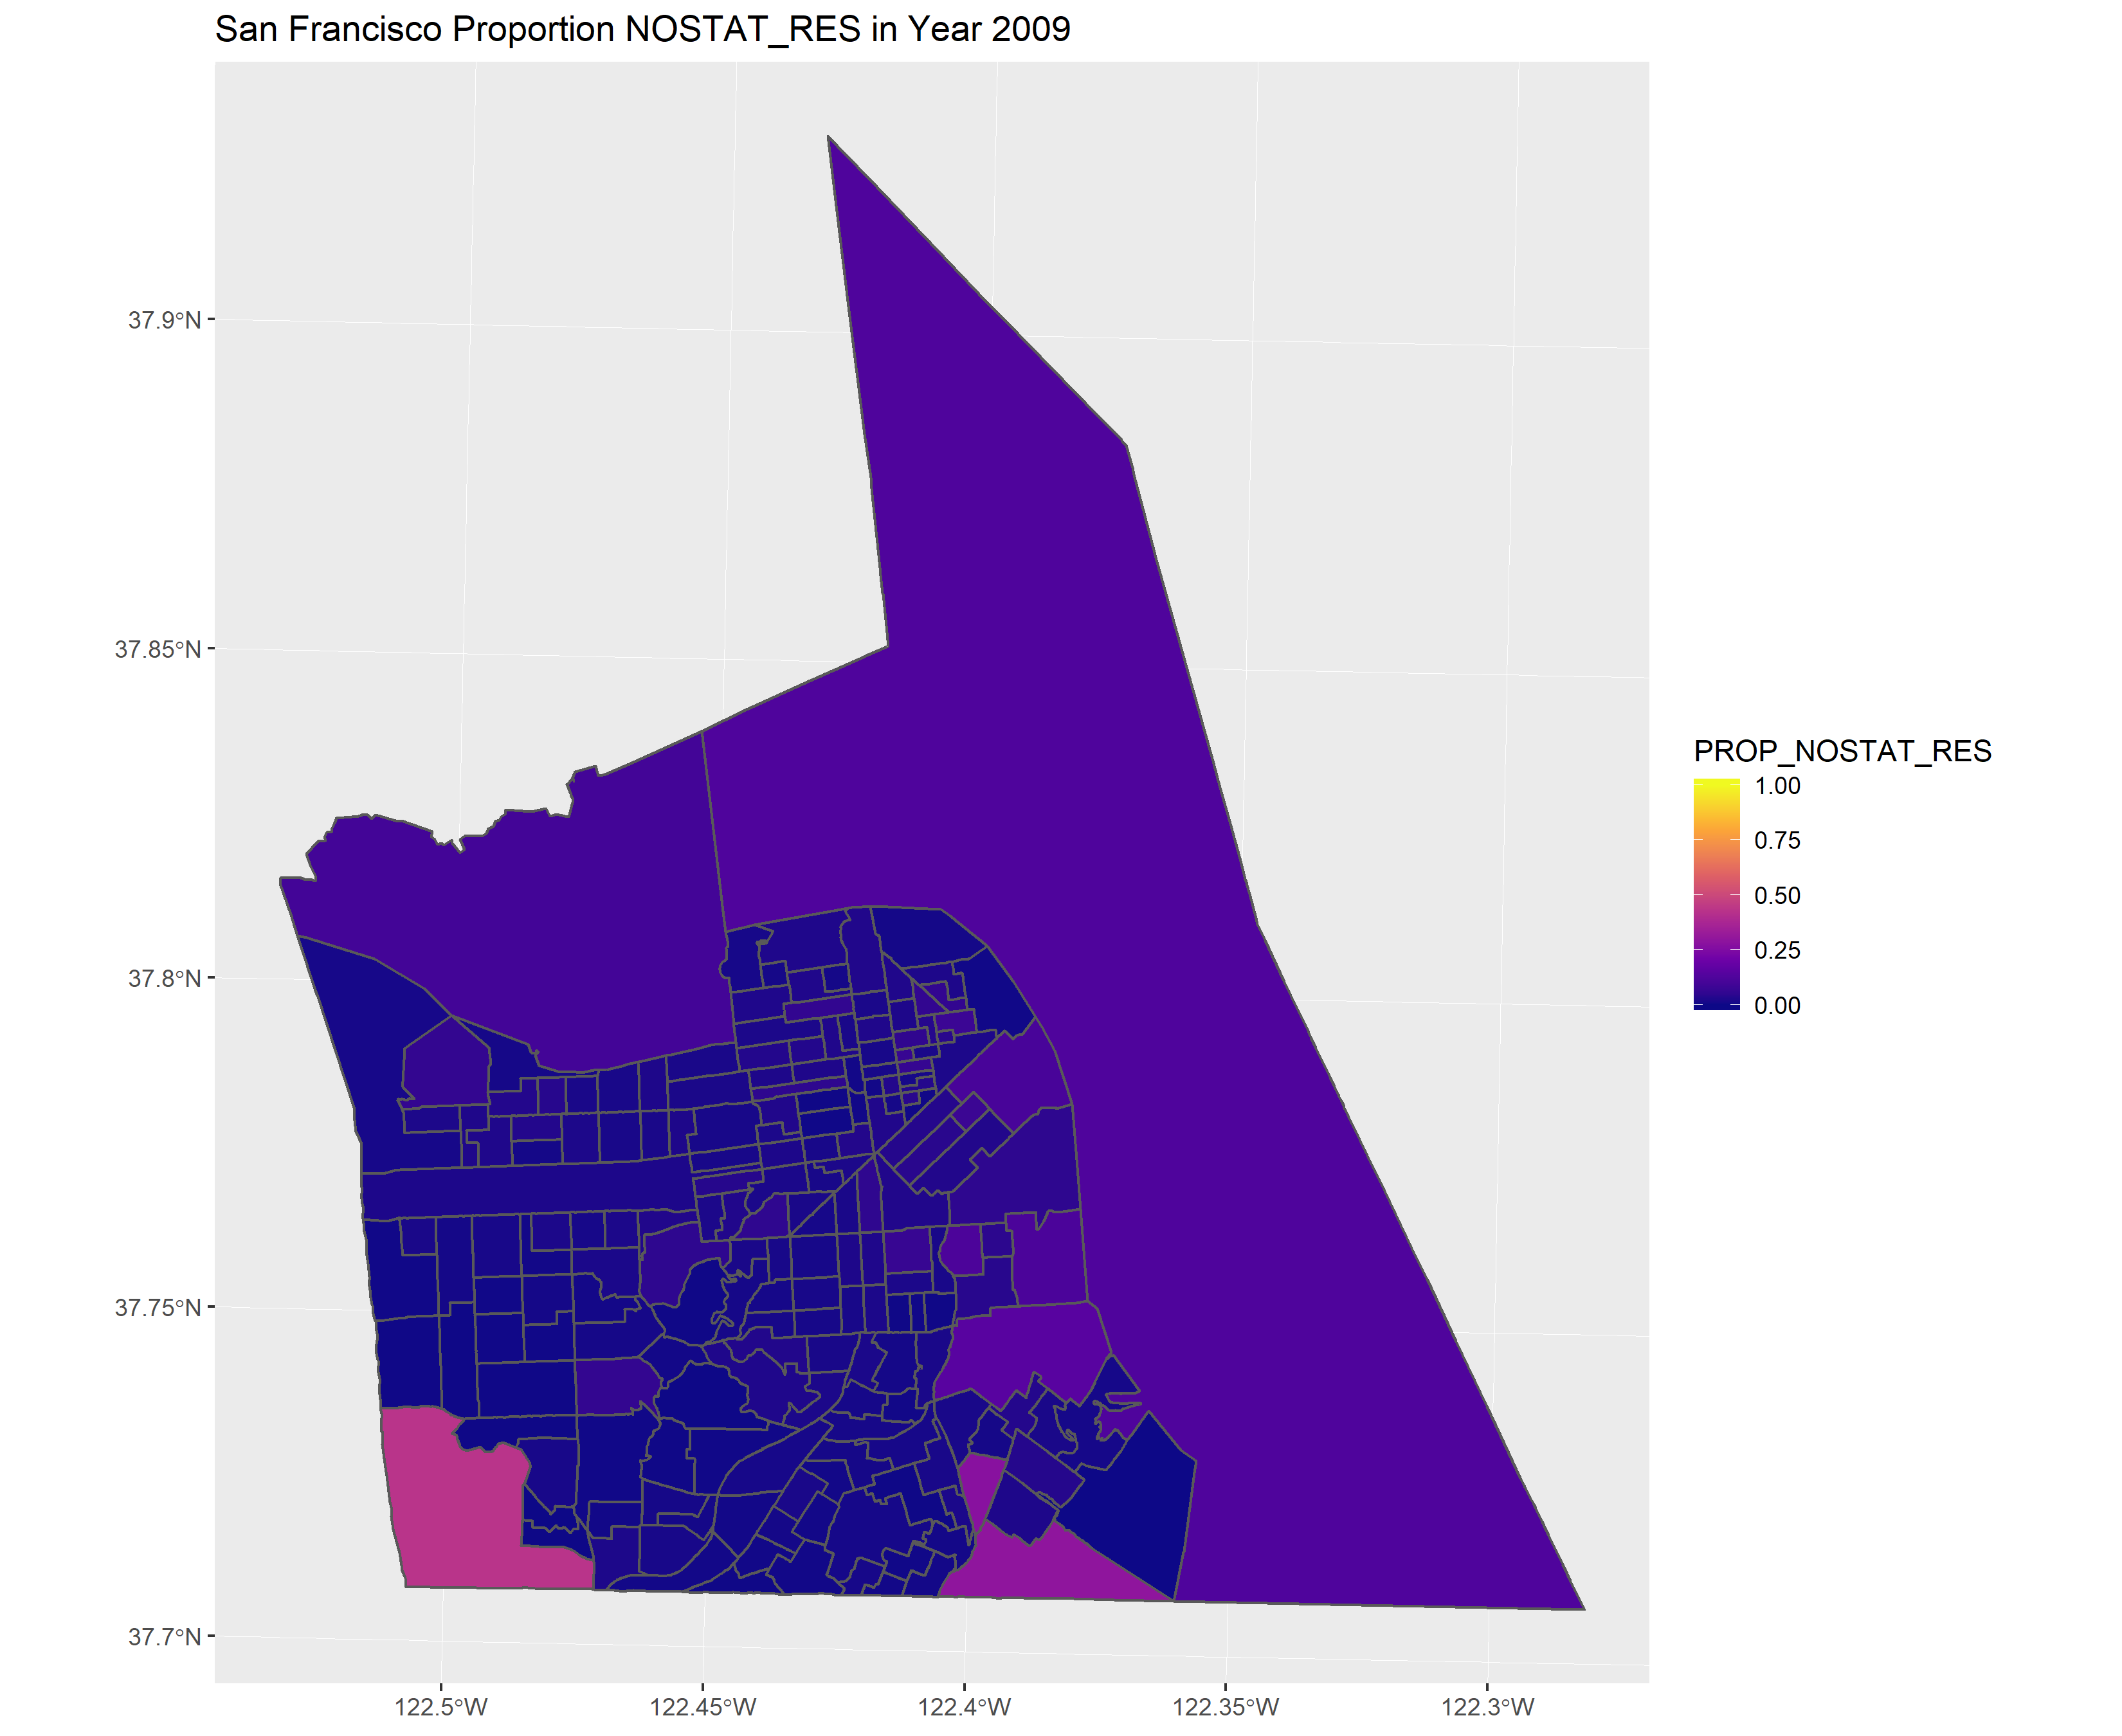 San Francisco Proportion NOSTAT_RES in Year 2009
37.9°N
37.85°N
37.8°N
37.75°N
37.7°N
122.5°W
122.45°W
122.4°W
122.35°W
122.3°W
PROP_NOSTAT_RES
1.00
0.75
0.50
0.25
0.00